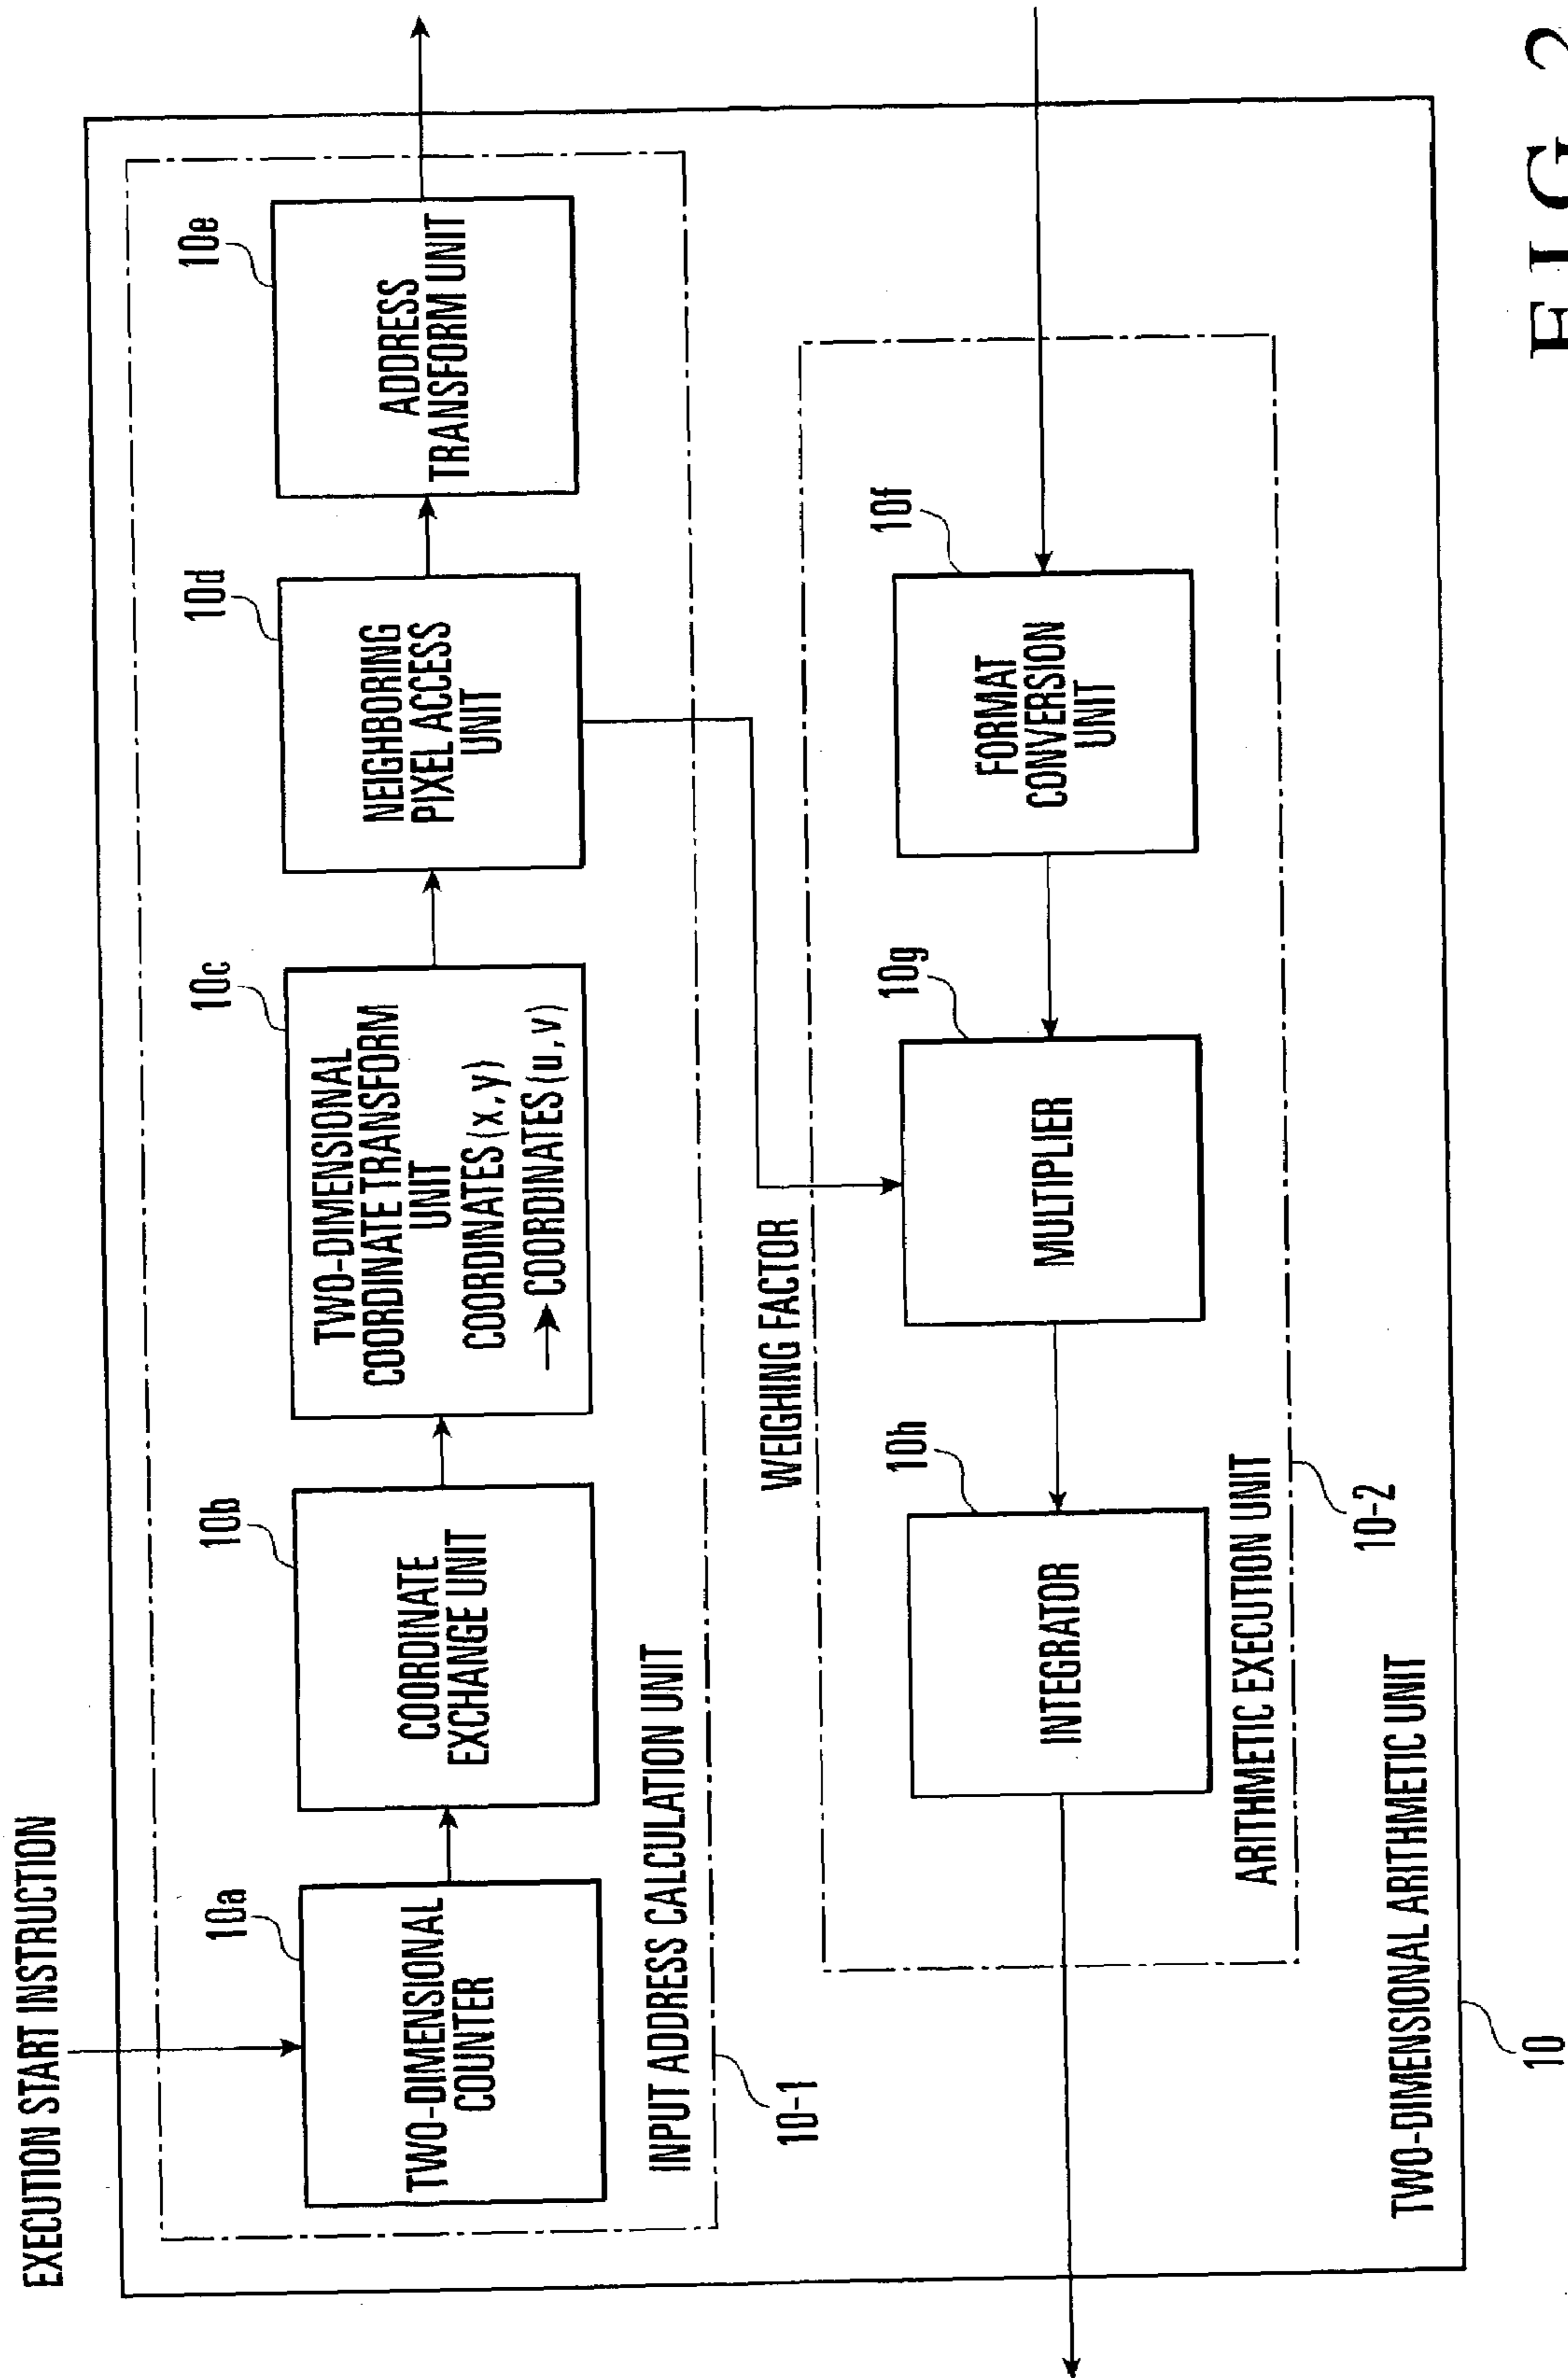 EXECUTION START INSTRUCTION
10a
TWO-DIMENSIONAL
COUNTER
10b
COORDINATE
EXCHANGE UNIT
10c
TWO-DIMENSIONAL
COORDINATE TRANSFORM
UNIT
COORDINATES (x,y)
→ COORDINATES (u,v)
10d
NEIGHBORING
PIXEL ACCESS
UNIT
10e
ADDRESS
TRANSFORM UNIT
INPUT ADDRESS CALCULATION UNIT
10-1
WEIGHING FACTOR
10h
INTEGRATOR
10g
MULTIPLIER
10f
FORMAT
CONVERSION
UNIT
ARITHMETIC EXECUTION UNIT
10-2
TWO-DIMENSIONAL ARITHMETIC UNIT
10
FIG. 2